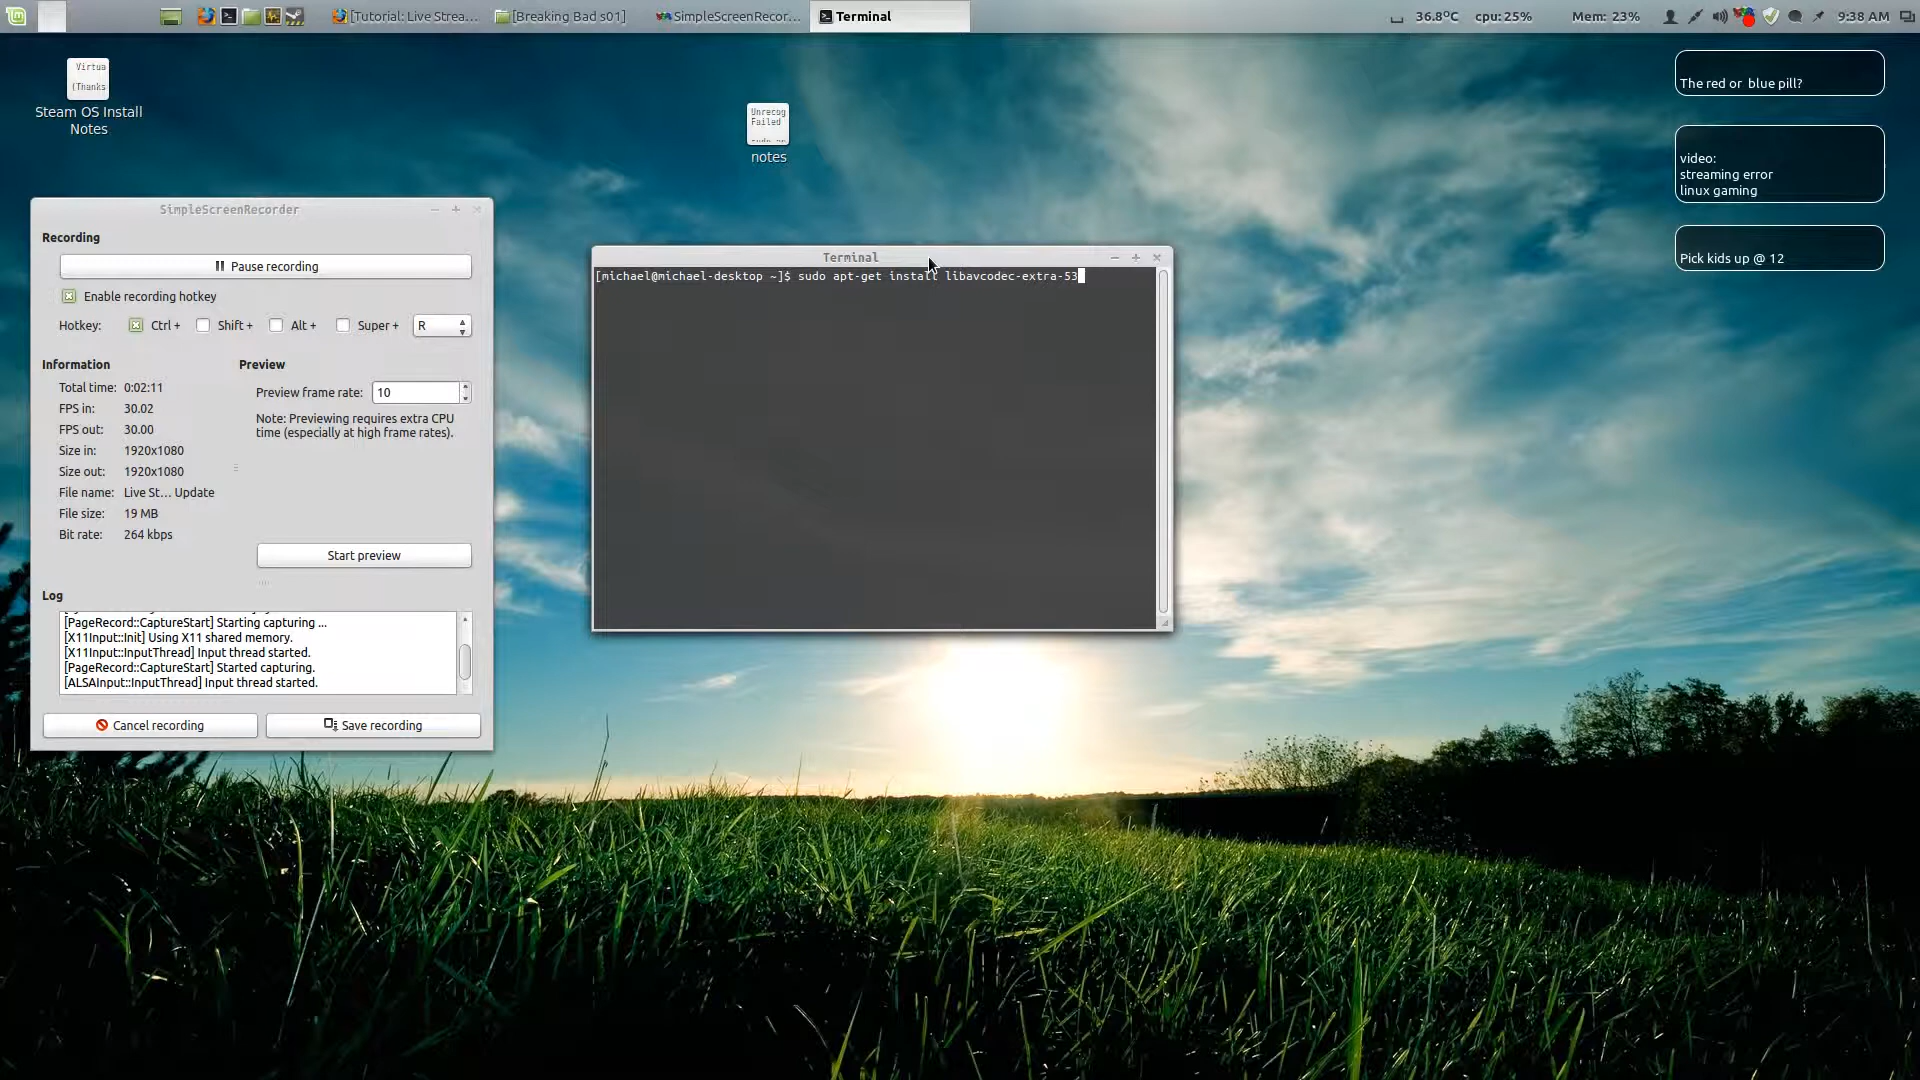 [Tutorial: Live Strea...
[Breaking Bad s01]
SimpleScreenRecor...
Terminal
36.8°C
cpu: 25%
Mem: 23%
9:38 AM
Virtua
(Thanks
Steam OS Install
Notes
Unrecog
Failed
notes
The red or blue pill?
video:
streaming error
linux gaming
Pick kids up @ 12
SimpleScreenRecorder
Recording
Pause recording
Enable recording hotkey
Hotkey: Ctrl + Shift + Alt + Super + R
Information
Total time: 0:02:11
FPS in: 30.02
FPS out: 30.00
Size in: 1920x1080
Size out: 1920x1080
File name: Live St... Update
File size: 19 MB
Bit rate: 264 kbps
Preview
Preview frame rate: 10
Note: Previewing requires extra CPU
time (especially at high frame rates).
Start preview
Log
[PageRecord::CaptureStart] Starting capturing ...
[X11Input::Init] Using X11 shared memory.
[X11Input::InputThread] Input thread started.
[PageRecord::CaptureStart] Started capturing.
[ALSAInput::InputThread] Input thread started.
Cancel recording
Save recording
Terminal
[michael@michael-desktop ~]$ sudo apt-get install libavcodec-extra-53